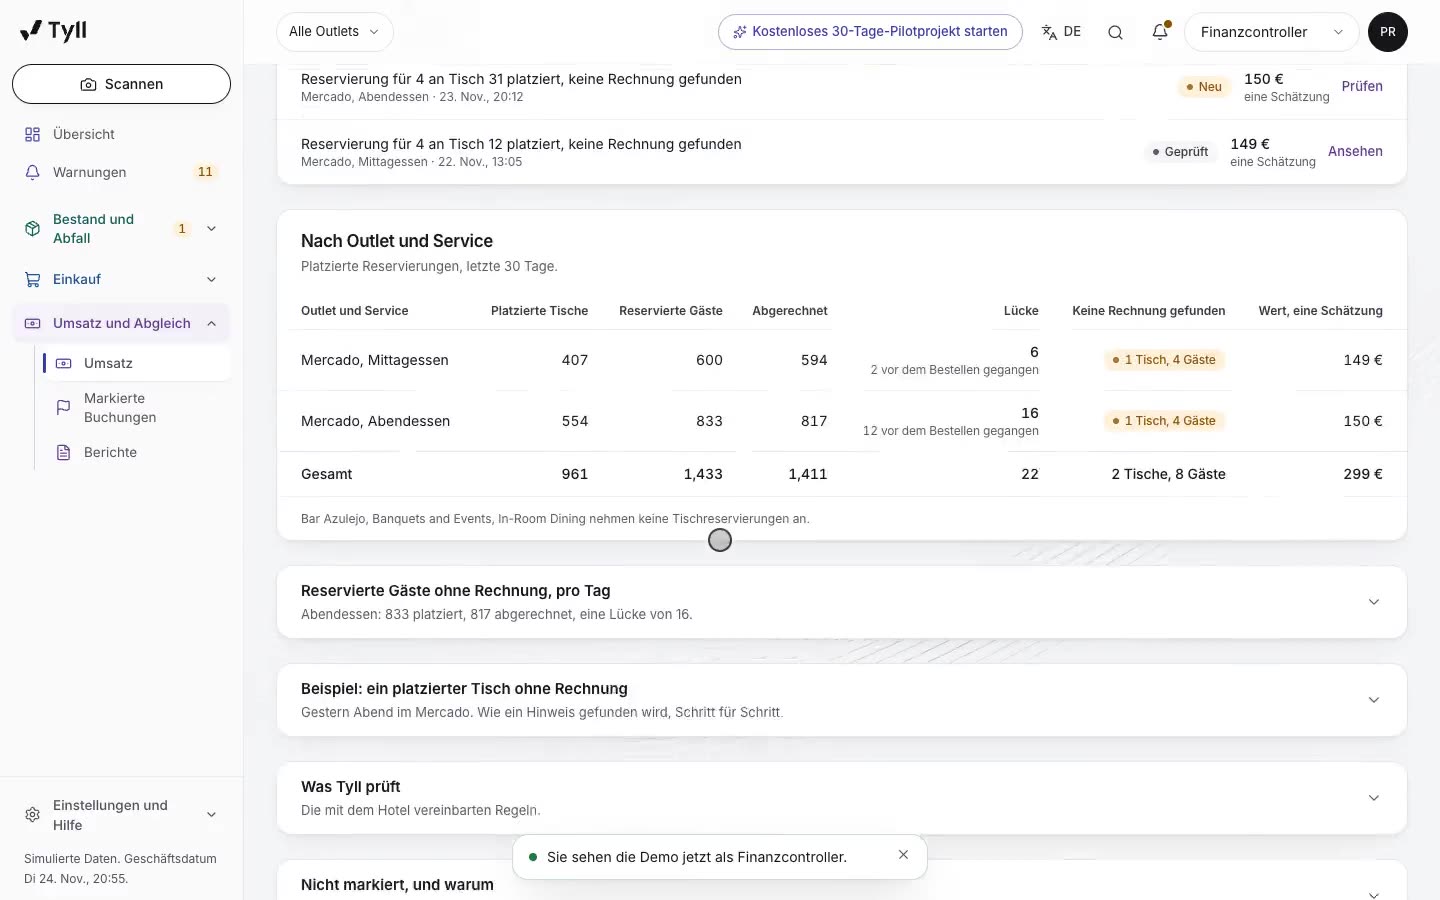 Tyll
Alle Outlets
Kostenloses 30-Tage-Pilotprojekt starten
DE
Finanzcontroller
PR
Scannen
Übersicht
Warnungen 11
Bestand und Abfall 1
Einkauf
Umsatz und Abgleich
Umsatz
Markierte Buchungen
Berichte
Einstellungen und Hilfe
Simulierte Daten. Geschäftsdatum
Di 24. Nov., 20:55.
Reservierung für 4 an Tisch 31 platziert, keine Rechnung gefunden
Mercado, Abendessen · 23. Nov., 20:12
Neu
150 €
eine Schätzung
Prüfen
Reservierung für 4 an Tisch 12 platziert, keine Rechnung gefunden
Mercado, Mittagessen · 22. Nov., 13:05
Geprüft
149 €
eine Schätzung
Ansehen
Nach Outlet und Service
Platzierte Reservierungen, letzte 30 Tage.
Outlet und Service Platzierte Tische Reservierte Gäste Abgerechnet Lücke Keine Rechnung gefunden Wert, eine Schätzung
Mercado, Mittagessen 407 600 594 6 1 Tisch, 4 Gäste 149 €
2 vor dem Bestellen gegangen
Mercado, Abendessen 554 833 817 16 1 Tisch, 4 Gäste 150 €
12 vor dem Bestellen gegangen
Gesamt 961 1,433 1,411 22 2 Tische, 8 Gäste 299 €
Bar Azulejo, Banquets and Events, In-Room Dining nehmen keine Tischreservierungen an.
Reservierte Gäste ohne Rechnung, pro Tag
Abendessen: 833 platziert, 817 abgerechnet, eine Lücke von 16.
Beispiel: ein platzierter Tisch ohne Rechnung
Gestern Abend im Mercado. Wie ein Hinweis gefunden wird, Schritt für Schritt.
Was Tyll prüft
Die mit dem Hotel vereinbarten Regeln.
Sie sehen die Demo jetzt als Finanzcontroller.
Nicht markiert, und warum